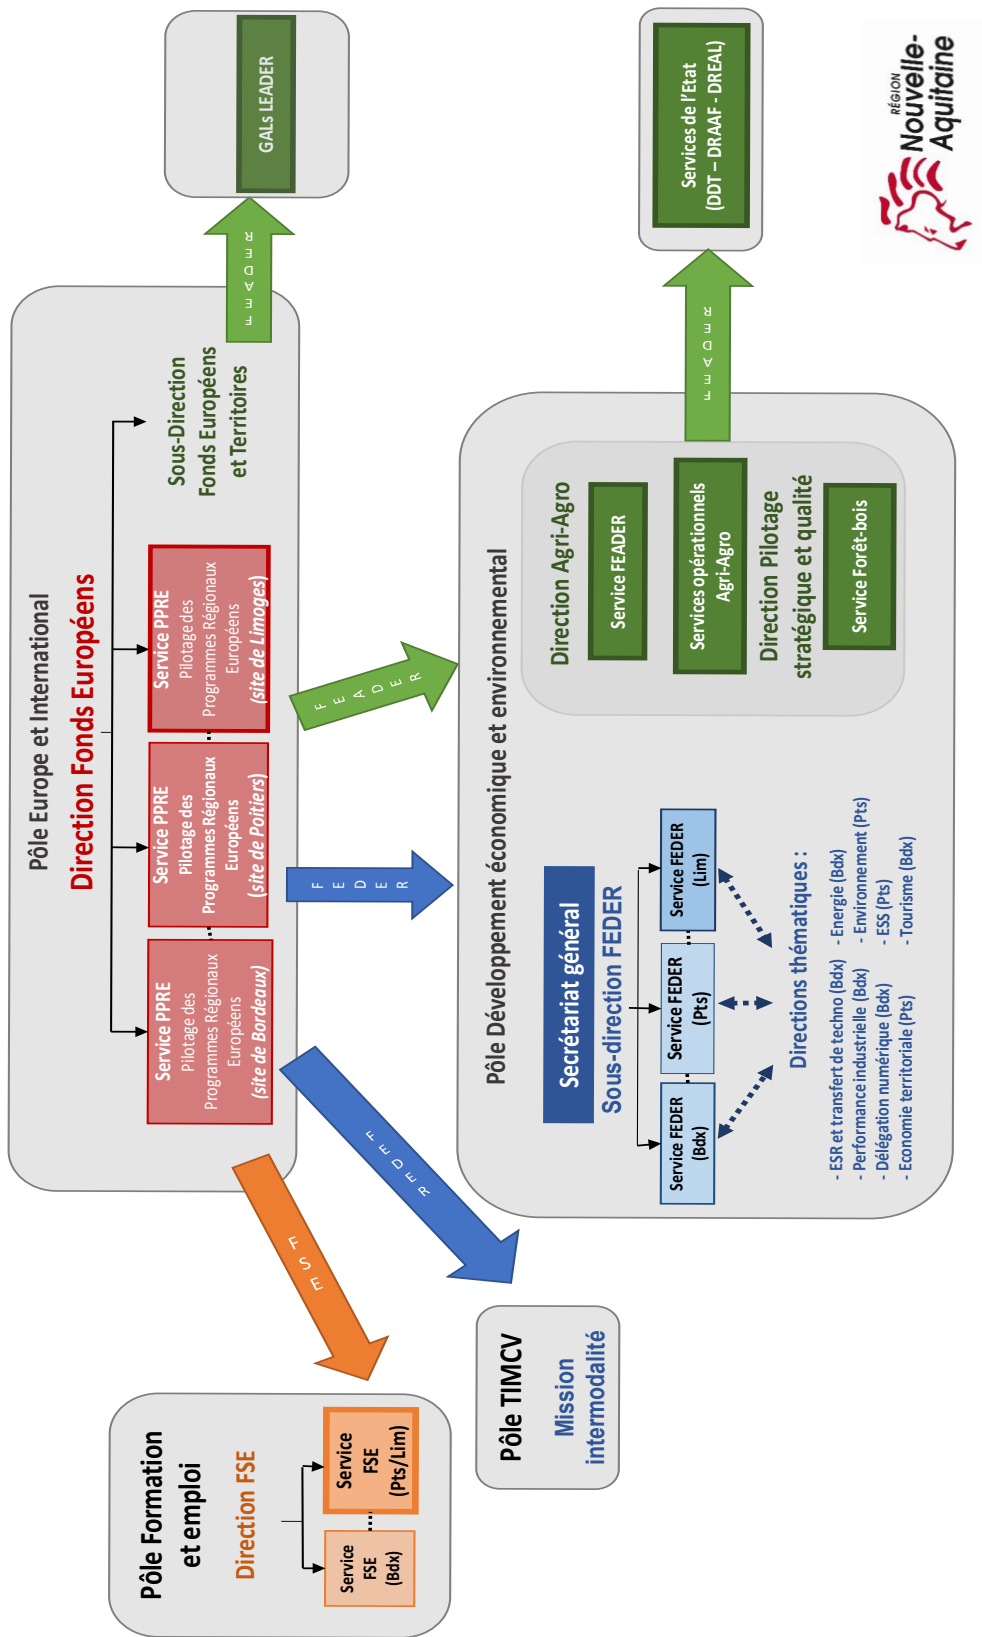 Pôle Europe et International
Direction Fonds Européens
Service PPRE
Pilotage des
Programmes Régionaux
Européens
(site de Bordeaux)
Service PPRE
Pilotage des
Programmes Régionaux
Européens
(site de Poitiers)
Service PPRE
Pilotage des
Programmes Régionaux
Européens
(site de Limoges)
Sous-Direction
Fonds Européens
et Territoires
FEADER
GALs LEADER
FSE
FEDER
FEDER
FEADER
Pôle Formation
et emploi
Direction FSE
Service
FSE
(Bdx)
Service
FSE
(Pts/Lim)
Pôle TIMCV
Mission
intermodalité
Pôle Développement économique et environnemental
Secrétariat général
Sous-direction FEDER
Service FEDER
(Bdx)
Service FEDER
(Pts)
Service FEDER
(Lim)
Directions thématiques :
- ESR et transfert de techno (Bdx)
- Performance industrielle (Bdx)
- Délégation numérique (Bdx)
- Economie territoriale (Pts)
- Energie (Bdx)
- Environnement (Pts)
- ESS (Pts)
- Tourisme (Bdx)
Direction Agri-Agro
Service FEADER
Services opérationnels
Agri-Agro
Direction Pilotage
stratégique et qualité
Service Forêt-bois
FEADER
Services de l'Etat
(DDT – DRAAF - DREAL)
RÉGION
Nouvelle-
Aquitaine